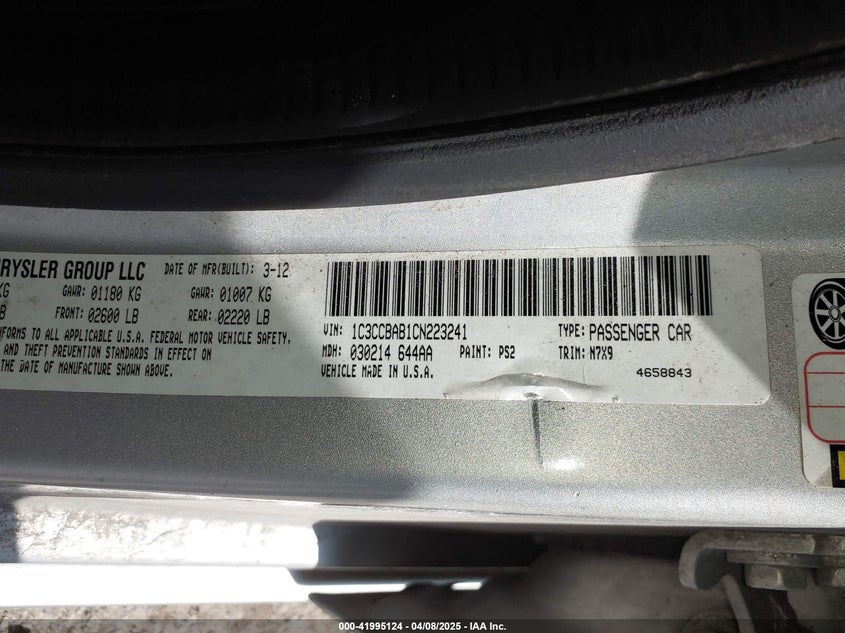 RYSLER GROUP LLC DATE OF MFR(BUILT): 3-12
KG GAWR: 01180 KG GAWR: 01007 KG
LB FRONT: 02600 LB REAR: 02220 LB
FORMS TO ALL APPLICABLE U.S.A. FEDERAL MOTOR VEHICLE SAFETY,
AND THEFT PREVENTION STANDARDS IN EFFECT ON
THE DATE OF MANUFACTURE SHOWN ABOVE.
VIN: 1C3CCBAB1CN223241 TYPE: PASSENGER CAR
MDH: 030214 644AA PAINT: PS2 TRIM: N7X9
VEHICLE MADE IN U.S.A. 4658843
000-41995124 - 04/08/2025 - IAA Inc.